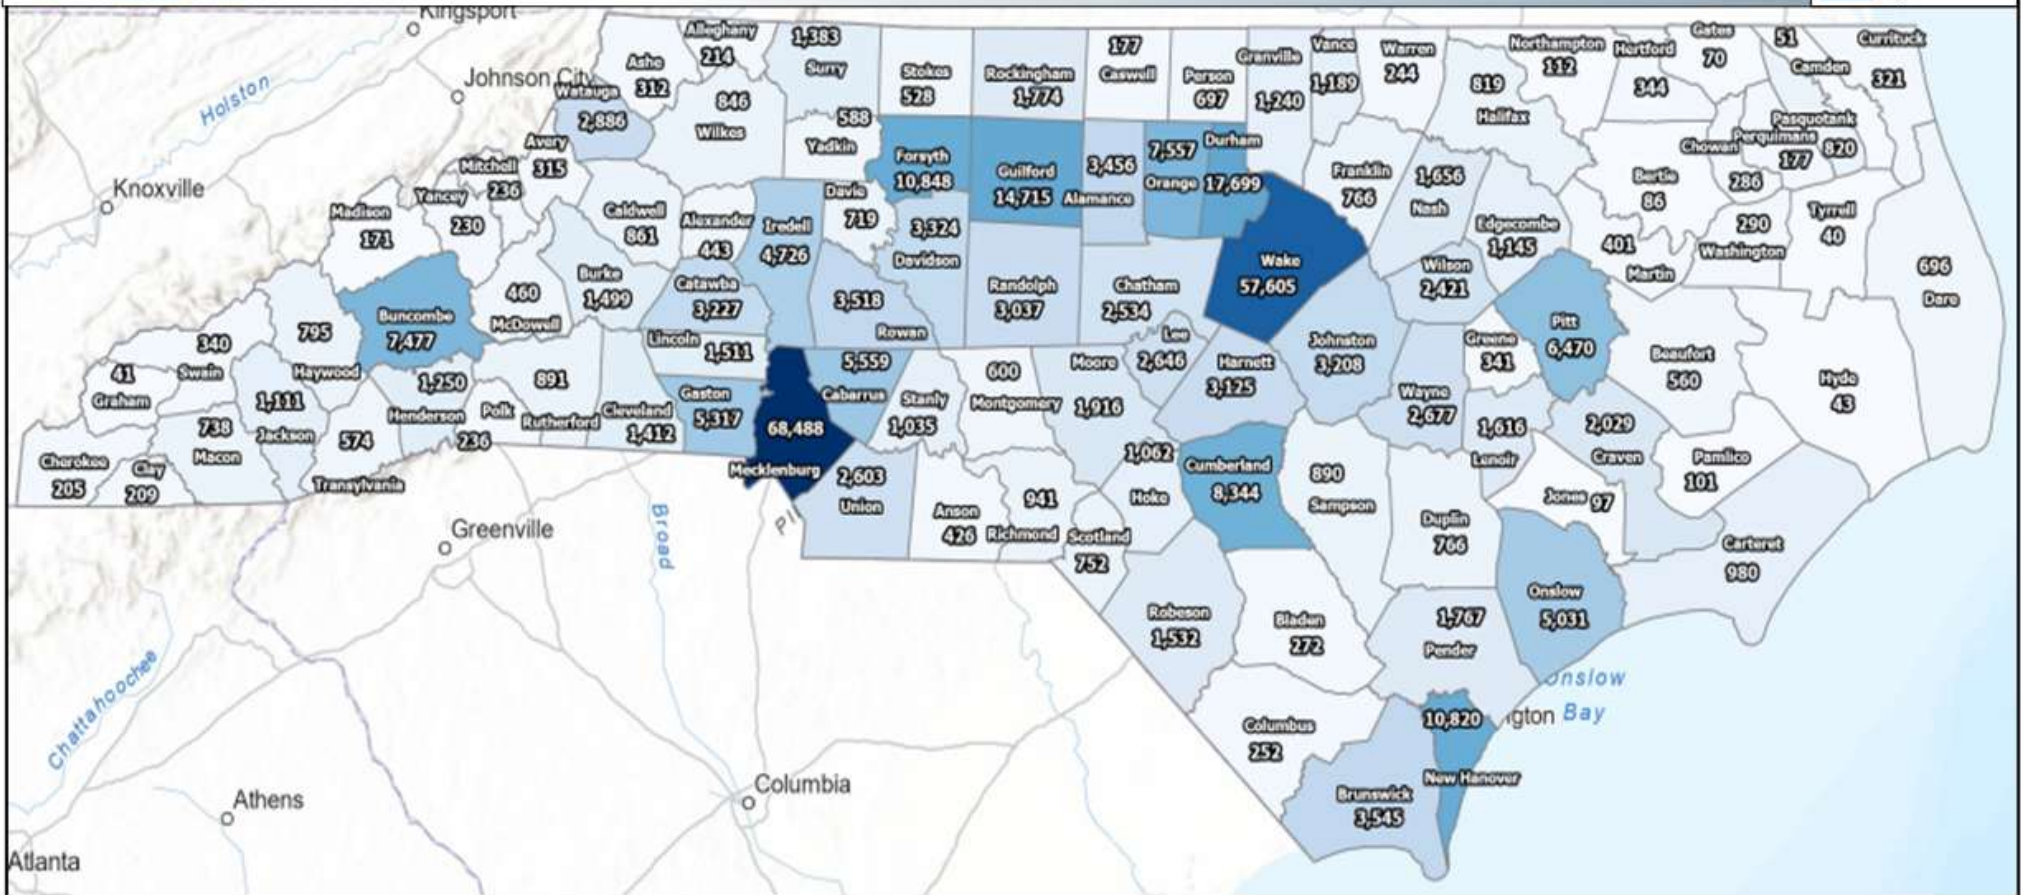 Kingsport
Holston
Johnson City
Knoxville
Ashe
312
Alleghany
214
1,383
Surry
Stokes
528
Rockingham
1,774
177
Caswell
Person
697
Granville
1,240
Vance
1,189
Warren
244
Northampton
112
Hertford
344
Gates
70
51
Camden
Currituck
321
Watauga
2,886
846
Wilkes
588
Yadkin
Forsyth
10,848
Guilford
14,715
3,456
Alamance
7,557
Orange
Durham
17,699
Franklin
766
819
Halifax
1,656
Nash
Edgecombe
1,145
Bertie
86
Chowan
286
Perquimans
177
Pasquotank
820
Avery
315
Mitchell
236
Yancey
230
Madison
171
Caldwell
861
Alexander
443
Iredell
4,726
Davie
719
3,324
Davidson
Randolph
3,037
Chatham
2,534
Wake
57,605
Wilson
2,421
401
Martin
290
Washington
Tyrrell
40
696
Dare
Buncombe
7,477
460
McDowell
Burke
1,499
Catawba
3,227
3,518
Rowan
Lincoln
1,511
340
Swain
795
Haywood
41
Graham
1,111
Jackson
1,250
Henderson
Polk
236
891
Rutherford
Cleveland
1,412
Gaston
5,317
68,488
Mecklenburg
5,559
Cabarrus
Stanly
1,035
600
Montgomery
Moore
1,916
Lee
2,646
Harnett
3,125
Johnston
3,208
Wayne
2,677
Greene
341
Pitt
6,470
Beaufort
560
Hyde
43
Cherokee
205
Clay
209
738
Macon
574
Transylvania
2,603
Union
Anson
426
941
Richmond
Scotland
752
1,062
Hoke
Cumberland
8,344
890
Sampson
1,616
Lenoir
2,029
Craven
Pamlico
101
Jones 97
Duplin
766
Carteret
980
Onslow
5,031
Robeson
1,532
Bladen
272
1,767
Pender
Columbus
252
10,820
New Hanover
Brunswick
3,545
Onslow
Bay
ngton
Greenville
Broad
Pi
Chattahoochee
Columbia
Athens
Atlanta